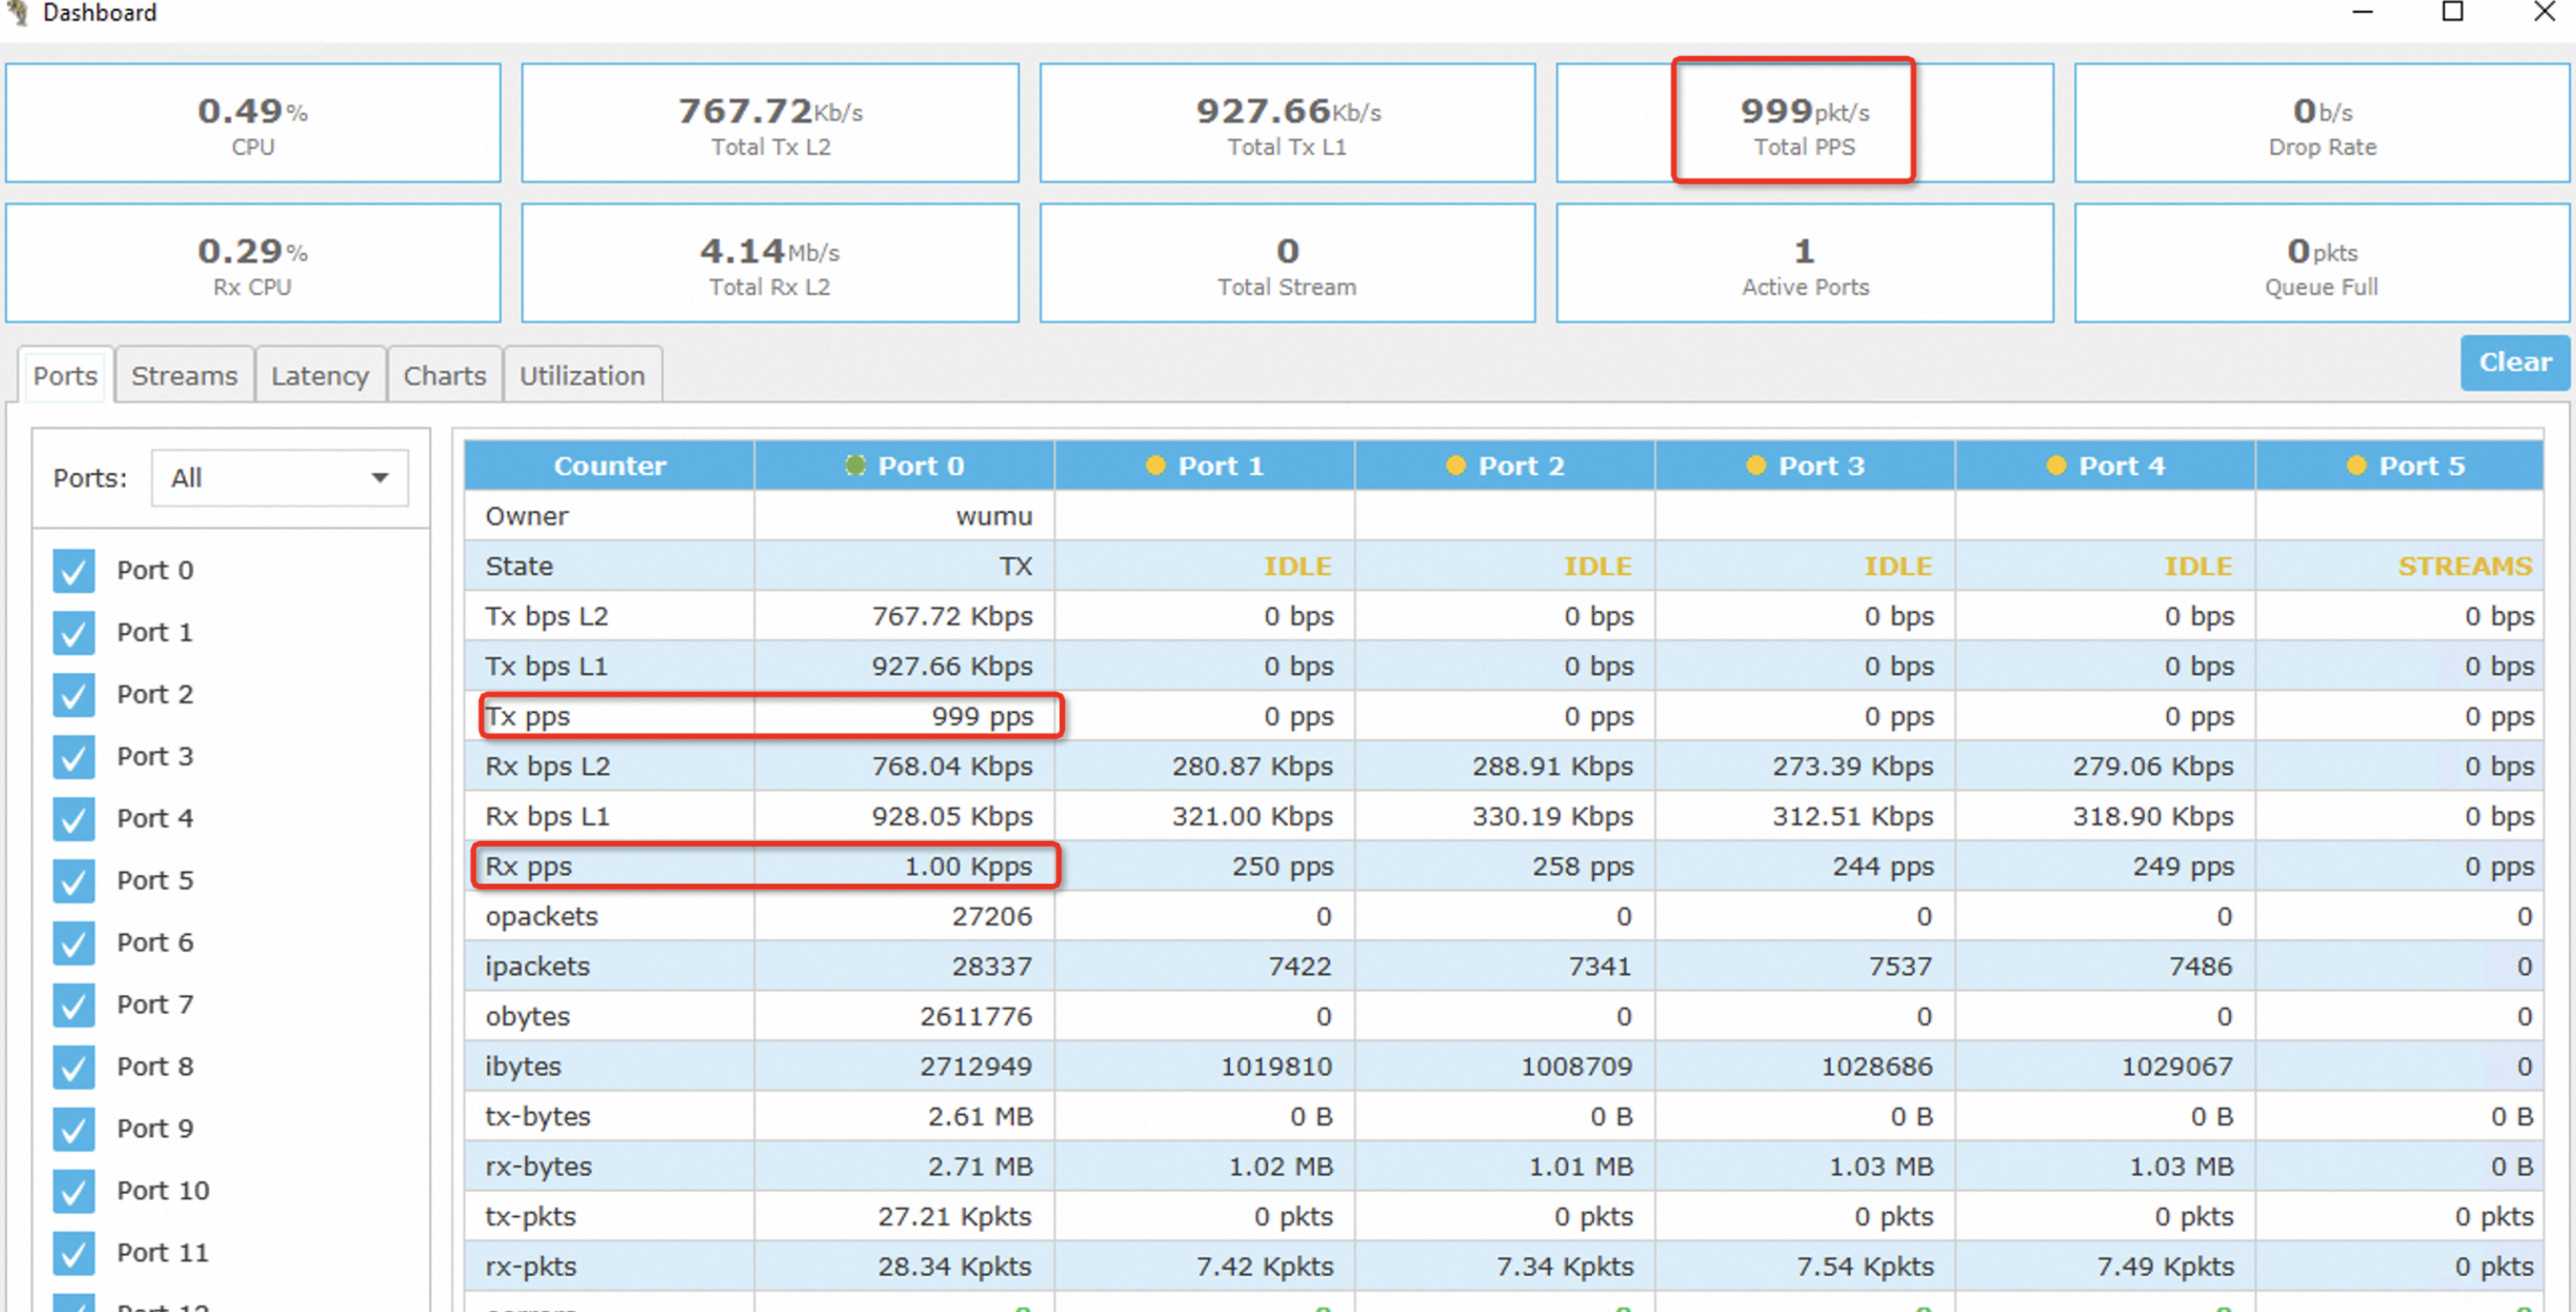 Dashboard
0.49% 767.72Kb/s 927.66Kb/s 999pkt/s 0b/s
CPU Total Tx L2 Total Tx L1 Total PPS Drop Rate
0.29% 4.14Mb/s 0 1 0pkts
Rx CPU Total Rx L2 Total Stream Active Ports Queue Full
Ports Streams Latency Charts Utilization Clear
Ports: All
Port 0
Port 1
Port 2
Port 3
Port 4
Port 5
Port 6
Port 7
Port 8
Port 9
Port 10
Port 11
Counter Port 0 Port 1 Port 2 Port 3 Port 4 Port 5
Owner wumu
State TX IDLE IDLE IDLE IDLE STREAMS
Tx bps L2 767.72 Kbps 0 bps 0 bps 0 bps 0 bps 0 bps
Tx bps L1 927.66 Kbps 0 bps 0 bps 0 bps 0 bps 0 bps
Tx pps 999 pps 0 pps 0 pps 0 pps 0 pps 0 pps
Rx bps L2 768.04 Kbps 280.87 Kbps 288.91 Kbps 273.39 Kbps 279.06 Kbps 0 bps
Rx bps L1 928.05 Kbps 321.00 Kbps 330.19 Kbps 312.51 Kbps 318.90 Kbps 0 bps
Rx pps 1.00 Kpps 250 pps 258 pps 244 pps 249 pps 0 pps
opackets 27206 0 0 0 0 0
ipackets 28337 7422 7341 7537 7486 0
obytes 2611776 0 0 0 0 0
ibytes 2712949 1019810 1008709 1028686 1029067 0
tx-bytes 2.61 MB 0 B 0 B 0 B 0 B 0 B
rx-bytes 2.71 MB 1.02 MB 1.01 MB 1.03 MB 1.03 MB 0 B
tx-pkts 27.21 Kpkts 0 pkts 0 pkts 0 pkts 0 pkts 0 pkts
rx-pkts 28.34 Kpkts 7.42 Kpkts 7.34 Kpkts 7.54 Kpkts 7.49 Kpkts 0 pkts